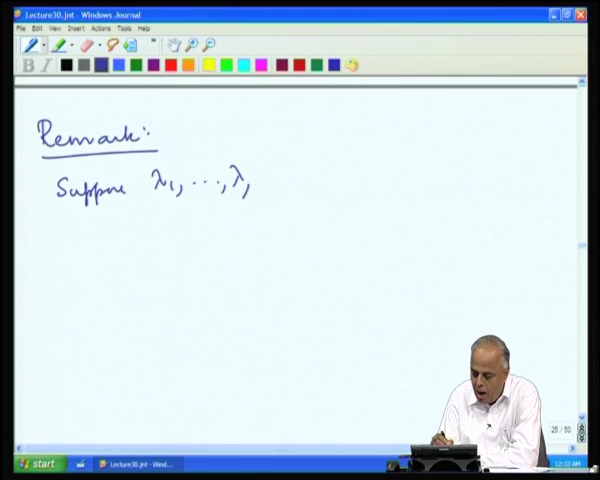 Lecture30.jnt - Windows Journal
File Edit View Insert Actions Tools Help
B I
Remark:
Suppose λ₁, ..., λ,
25 / 50
start
Lecture30.jnt - Wind...
12:33 AM